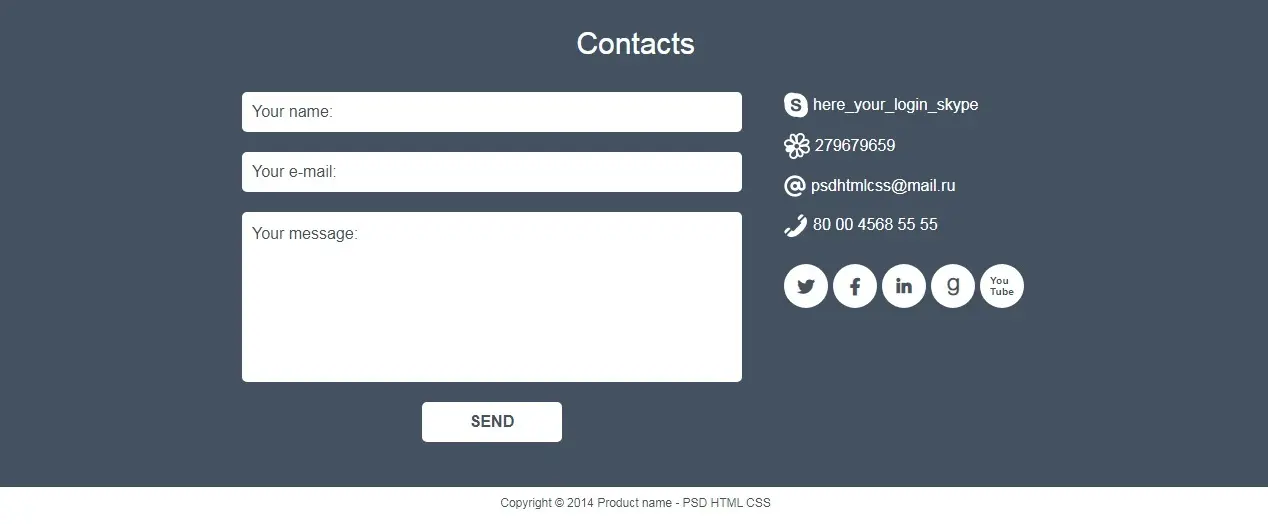 Contacts
Your name:
Your e-mail:
Your message:
SEND
S here_your_login_skype
279679659
@ psdhtmlcss@mail.ru
80 00 4568 55 55
f in g You
Tube
Copyright © 2014 Product name - PSD HTML CSS